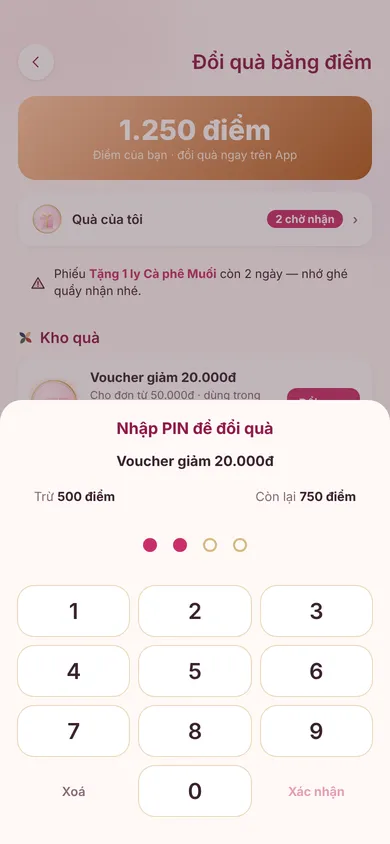 Đổi quà bằng điểm
1.250 điểm
Điểm của bạn · đổi quà ngay trên App
Quà của tôi
2 chờ nhận
Phiếu Tặng 1 ly Cà phê Muối còn 2 ngày — nhớ ghé
quầy nhận nhé.
Kho quà
Voucher giảm 20.000đ
Cho đơn từ 50.000đ · dùng trong
Nhập PIN để đổi quà
Voucher giảm 20.000đ
Trừ 500 điểm
Còn lại 750 điểm
1 2 3
4 5 6
7 8 9
Xoá 0 Xác nhận